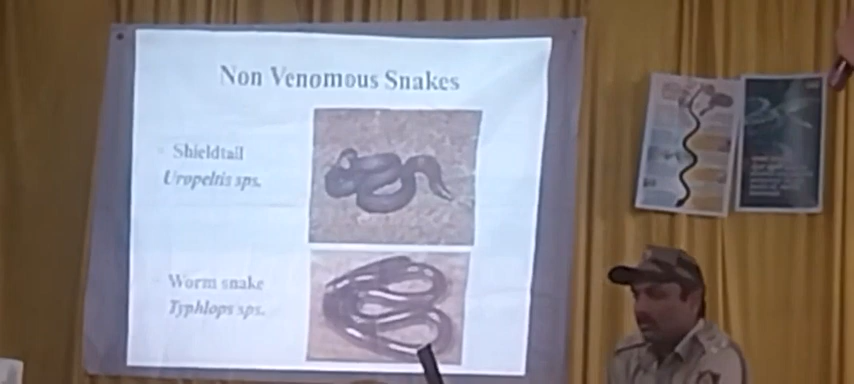 Non Venomous Snakes
Shieldtail
Uropeltis sps.
Worm snake
Typhlops sps.